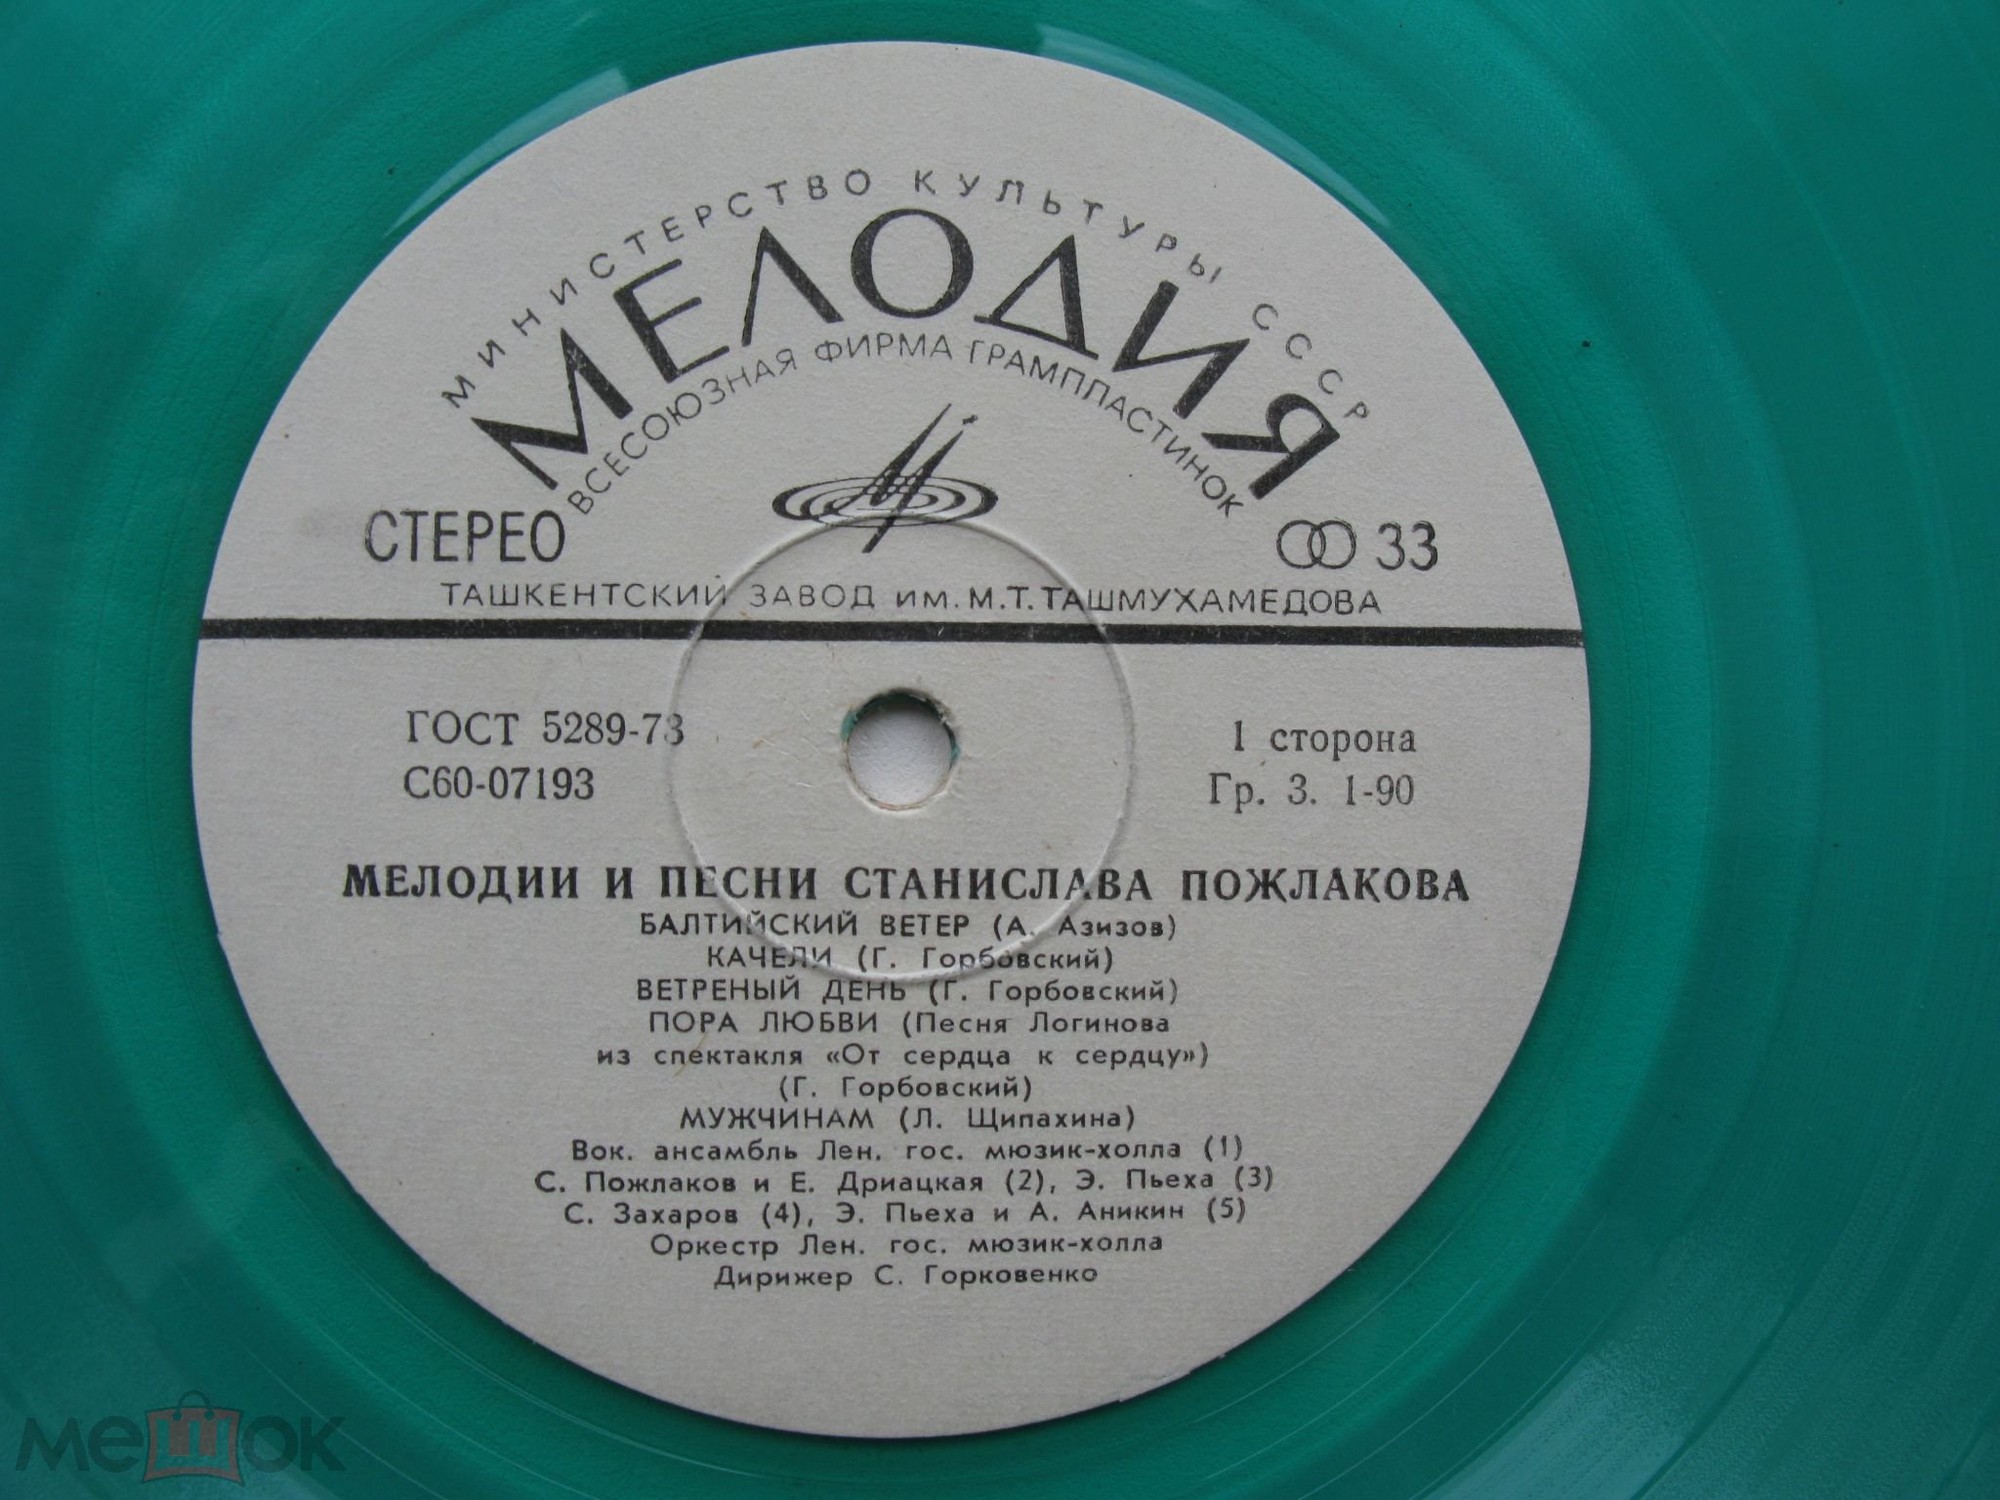 МИНИСТЕРСТВО КУЛЬТУРЫ СССР
МЕЛОДИЯ
ВСЕСОЮЗНАЯ ФИРМА ГРАМПЛАСТИНОК
СТЕРЕО
33
ТАШКЕНТСКИЙ ЗАВОД ИМ. М.Т.ТАШМУХАМЕДОВА
ГОСТ 5289-73
1 сторона
С60-07193
Гр. 3. 1-90
МЕЛОДИИ И ПЕСНИ СТАНИСЛАВА ПОЖЛАКОВА
БАЛТИЙСКИЙ ВЕТЕР (А. Азизов)
КАЧЕЛИ (Г. Горбовский)
ВЕТРЕНЫЙ ДЕНЬ (Г. Горбовский)
ПОРА ЛЮБВИ (Песня Логинова
из спектакля «От сердца к сердцу»)
(Г. Горбовский)
МУЖЧИНАМ (Л. Щипахина)
Вок. ансамбль Лен. гос. мюзик-холла (1)
С. Пожлаков и Е. Дриацкая (2), Э. Пьеха (3)
С. Захаров (4), Э. Пьеха и А. Аникин (5)
Оркестр Лен. гос. мюзик-холла
Дирижер С. Горковенко
мешок